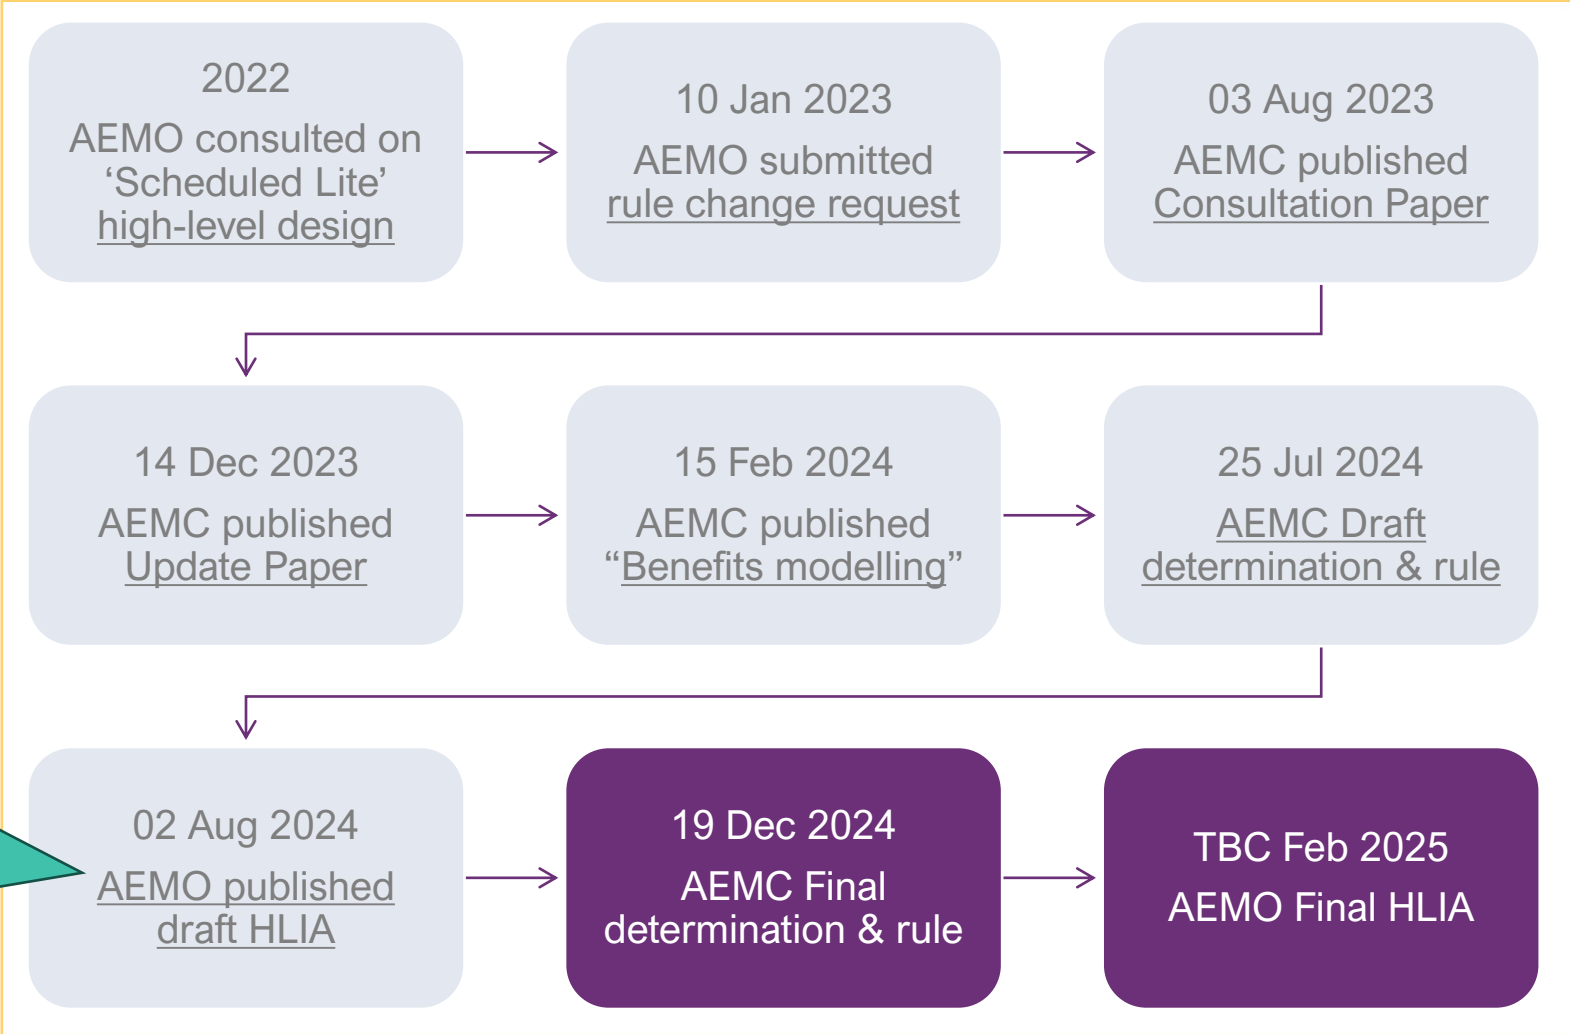 2022
AEMO consulted on
‘Scheduled Lite’
high-level design
10 Jan 2023
AEMO submitted
rule change request
03 Aug 2023
AEMC published
Consultation Paper
14 Dec 2023
AEMC published
Update Paper
15 Feb 2024
AEMC published
“Benefits modelling”
25 Jul 2024
AEMC Draft
determination & rule
02 Aug 2024
AEMO published
draft HLIA
19 Dec 2024
AEMC Final
determination & rule
TBC Feb 2025
AEMO Final HLIA